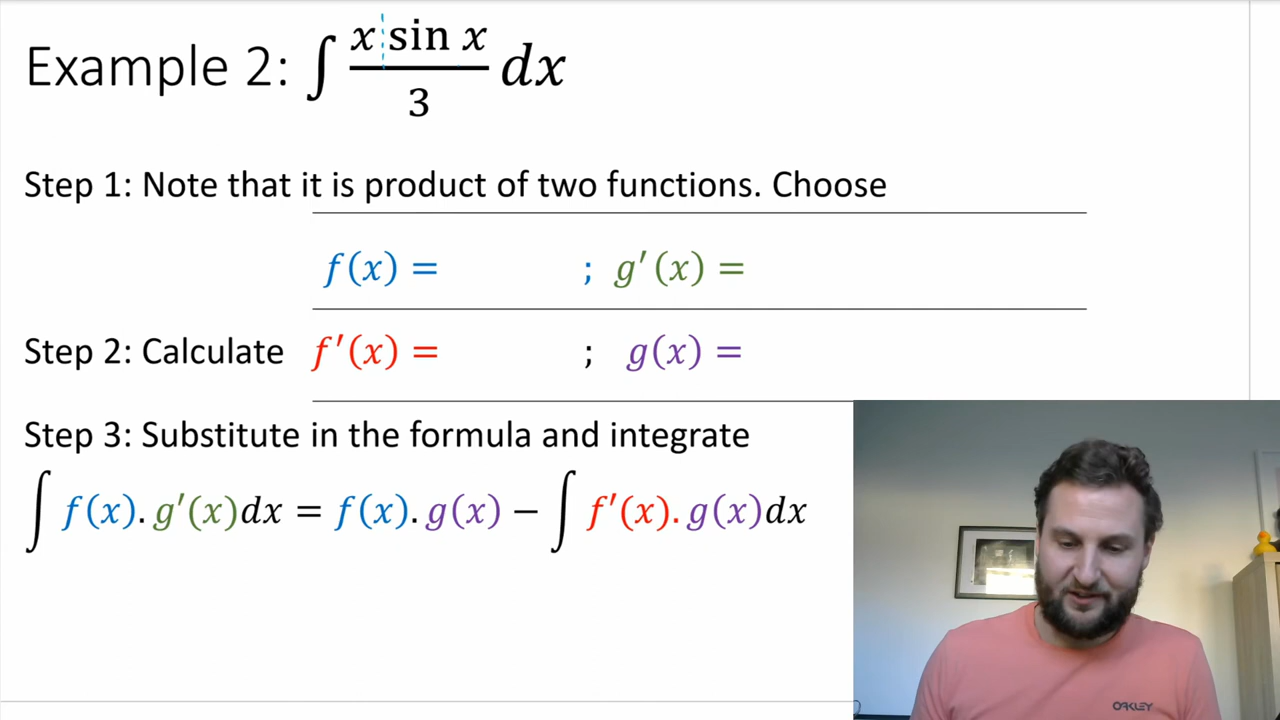 Example 2: ∫ x sin x / 3 dx
Step 1: Note that it is product of two functions. Choose
f(x) = ; g′(x) =
Step 2: Calculate f′(x) = ; g(x) =
Step 3: Substitute in the formula and integrate
∫ f(x). g′(x)dx = f(x). g(x) − ∫ f′(x). g(x)dx
OAKLEY